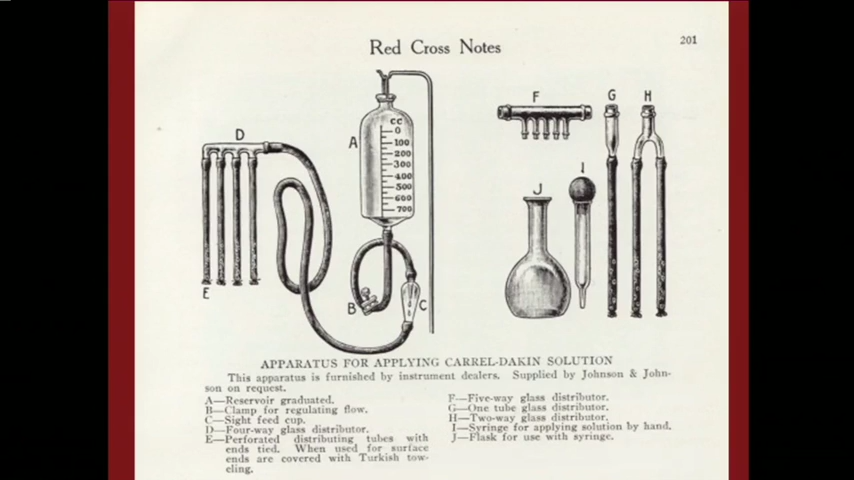 Red Cross Notes
201
D
A
CC
0
100
200
300
400
500
600
700
B
C
E
F
G
H
I
J
APPARATUS FOR APPLYING CARREL-DAKIN SOLUTION
This apparatus is furnished by instrument dealers. Supplied by Johnson & John-
son on request.
A—Reservoir graduated.
B—Clamp for regulating flow.
C—Sight feed cup.
D—Four-way glass distributor.
E—Perforated distributing tubes with
ends tied. When used for surface
ends are covered with Turkish tow-
eling.
F—Five-way glass distributor.
G—One tube glass distributor.
H—Two-way glass distributor.
I—Syringe for applying solution by hand.
J—Flask for use with syringe.